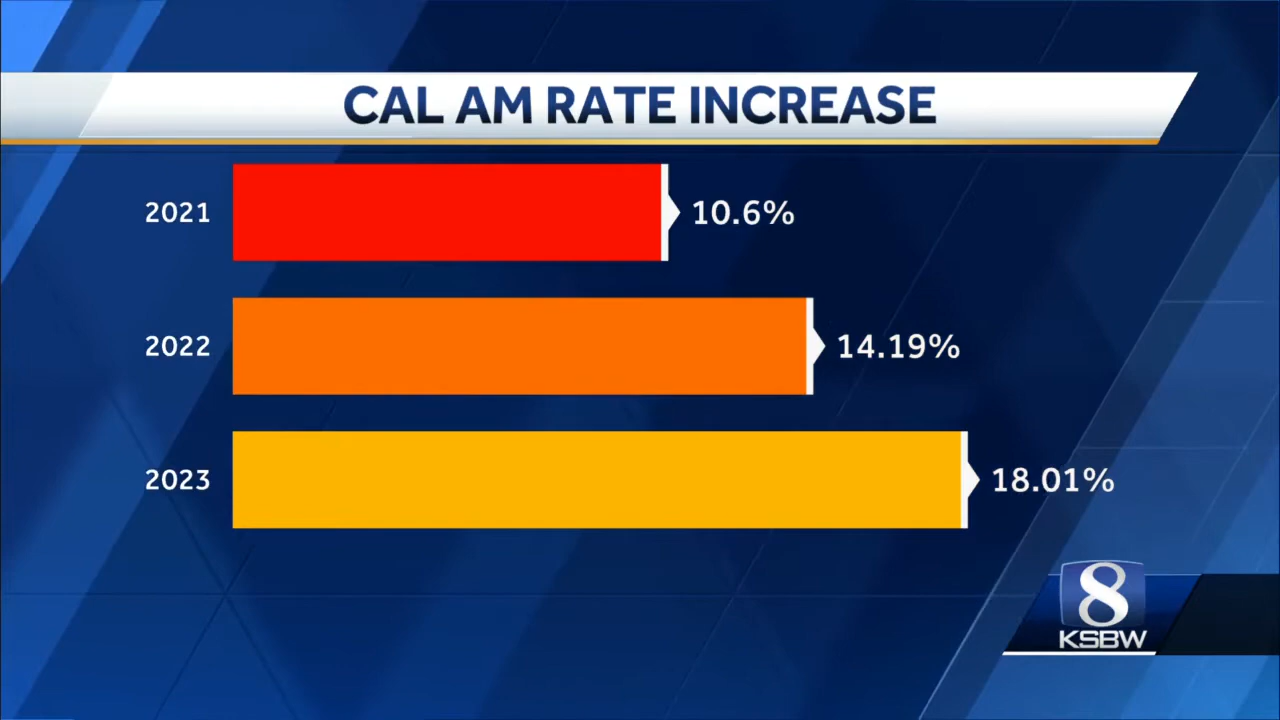 CAL AM RATE INCREASE
2021 10.6%
2022 14.19%
2023 18.01%
8
KSBW